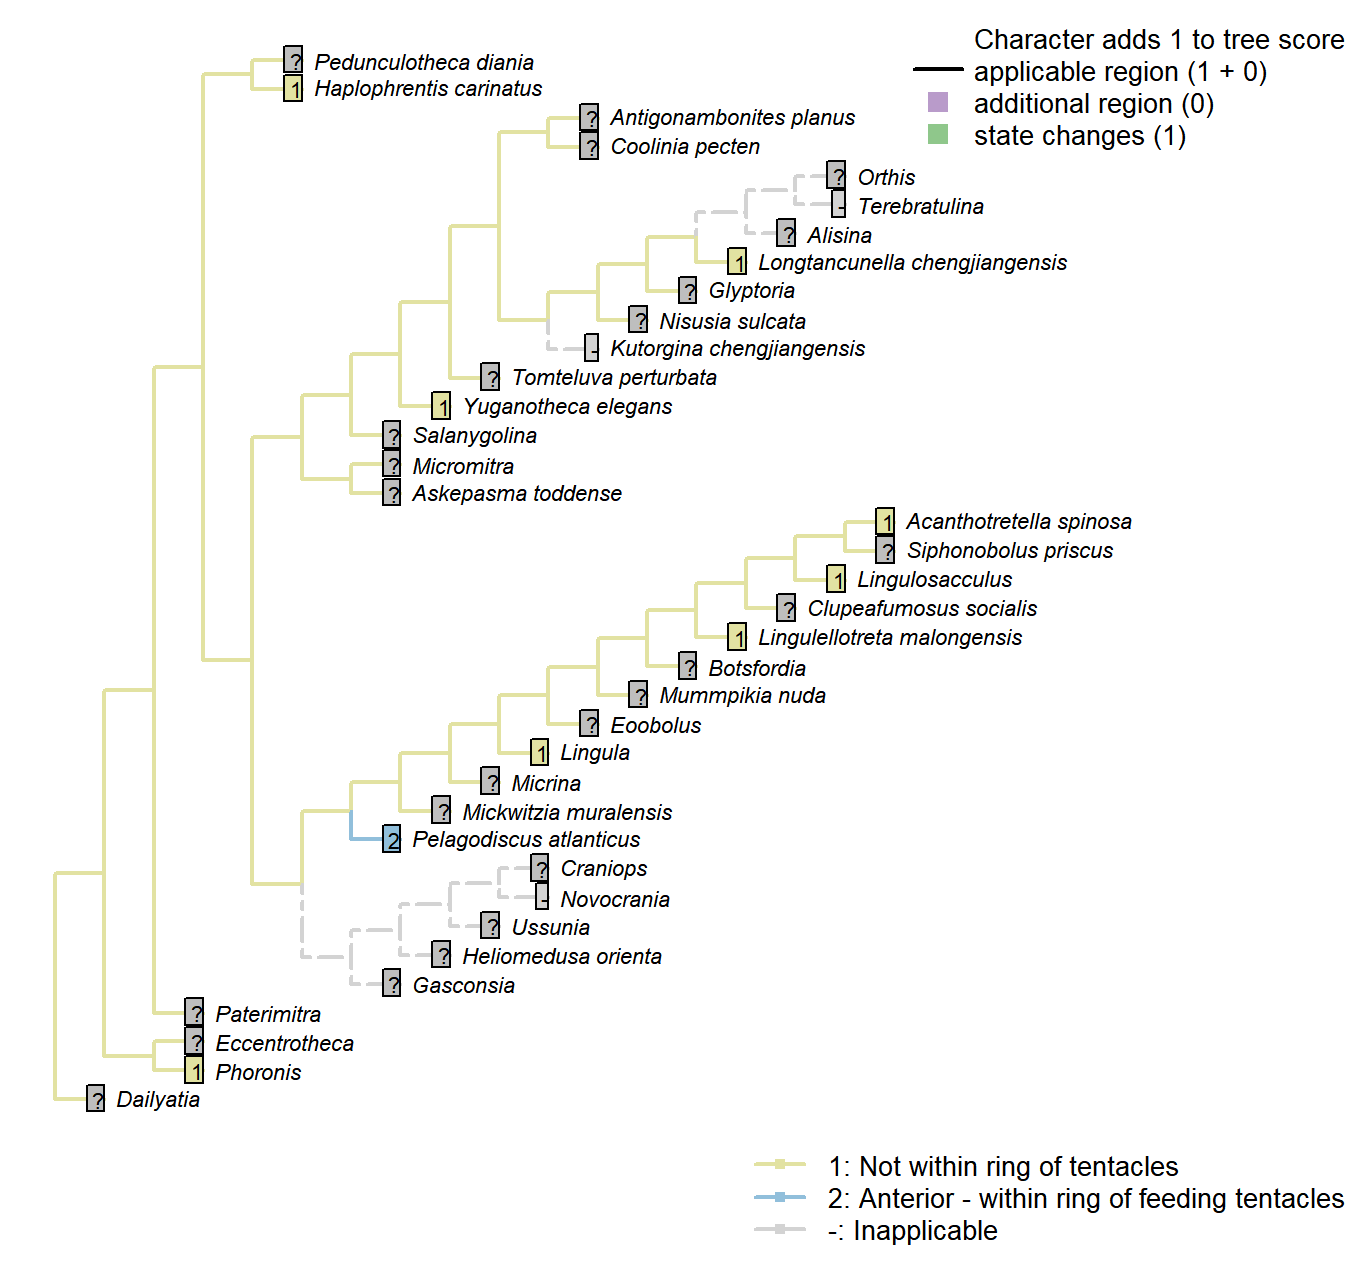 Character adds 1 to tree score
applicable region (1 + 0)
additional region (0)
state changes (1)
? Pedunculotheca diania
1 Haplophrentis carinatus
? Antigonambonites planus
? Coolinia pecten
? Orthis
- Terebratulina
? Alisina
1 Longtancunella chengjiangensis
? Glyptoria
? Nisusia sulcata
- Kutorgina chengjiangensis
? Tomteluva perturbata
1 Yuganotheca elegans
? Salanygolina
? Micromitra
? Askepasma toddense
1 Acanthotretella spinosa
? Siphonobolus priscus
1 Lingulosacculus
? Clupeafumosus socialis
1 Lingulellotreta malongensis
? Botsfordia
? Mummpikia nuda
? Eoobolus
1 Lingula
? Micrina
? Mickwitzia muralensis
2 Pelagodiscus atlanticus
? Craniops
- Novocrania
? Ussunia
? Heliomedusa orienta
? Gasconsia
? Paterimitra
? Eccentrotheca
1 Phoronis
? Dailyatia
1: Not within ring of tentacles
2: Anterior - within ring of feeding tentacles
-: Inapplicable